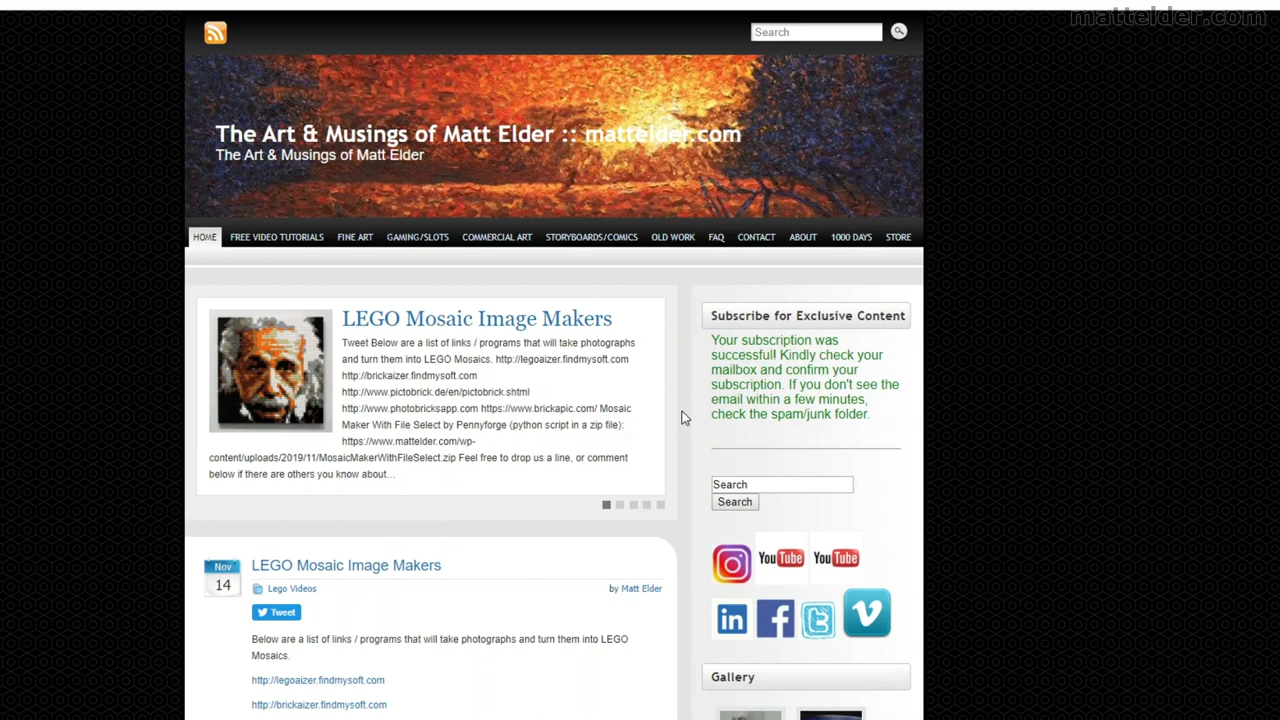 mattelder.com
Search
The Art & Musings of Matt Elder :: mattelder.com
The Art & Musings of Matt Elder
HOME FREE VIDEO TUTORIALS FINE ART GAMING/SLOTS COMMERCIAL ART STORYBOARDS/COMICS OLD WORK FAQ CONTACT ABOUT 1000 DAYS STORE
LEGO Mosaic Image Makers
Tweet Below are a list of links / programs that will take photographs
and turn them into LEGO Mosaics. http://legoaizer.findmysoft.com
http://brickaizer.findmysoft.com
http://www.pictobrick.de/en/pictobrick.shtml
http://www.photobricksapp.com https://www.brickapic.com/ Mosaic
Maker With File Select by Pennyforge (python script in a zip file):
https://www.mattelder.com/wp-
content/uploads/2019/11/MosaicMakerWithFileSelect.zip Feel free to drop us a line, or comment
below if there are others you know about...
Nov
14
LEGO Mosaic Image Makers
Lego Videos
by Matt Elder
Tweet
Below are a list of links / programs that will take photographs and turn them into LEGO
Mosaics.
http://legoaizer.findmysoft.com
http://brickaizer.findmysoft.com
Subscribe for Exclusive Content
Your subscription was
successful! Kindly check your
mailbox and confirm your
subscription. If you don't see the
email within a few minutes,
check the spam/junk folder.
Search
Search
YouTube YouTube
in
Gallery